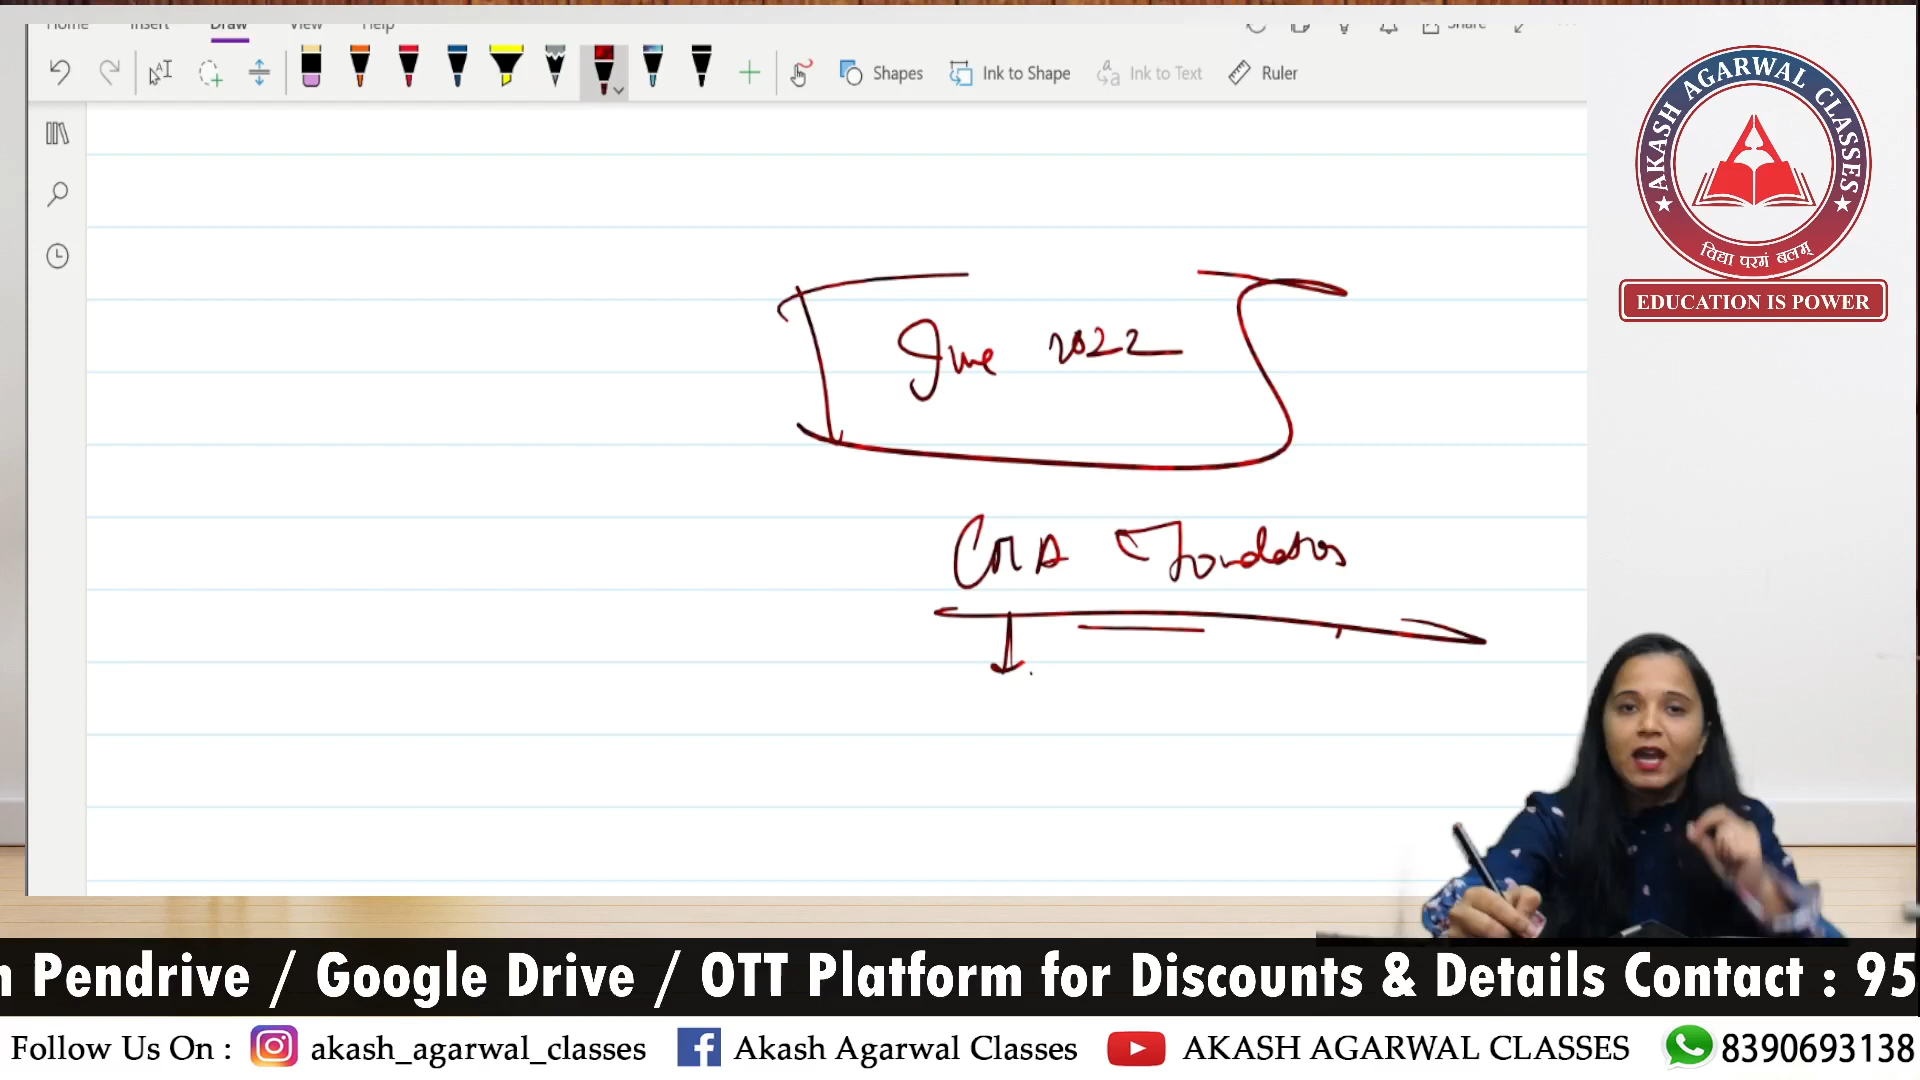 Home Insert Draw View Help
Share
Shapes Ink to Shape Ink to Text Ruler
AKASH AGARWAL CLASSES
विद्या परमं बलम्
EDUCATION IS POWER
June 2022
CMA Foundation
Pendrive / Google Drive / OTT Platform for Discounts & Details Contact : 95
Follow Us On : akash_agarwal_classes Akash Agarwal Classes AKASH AGARWAL CLASSES 8390693138